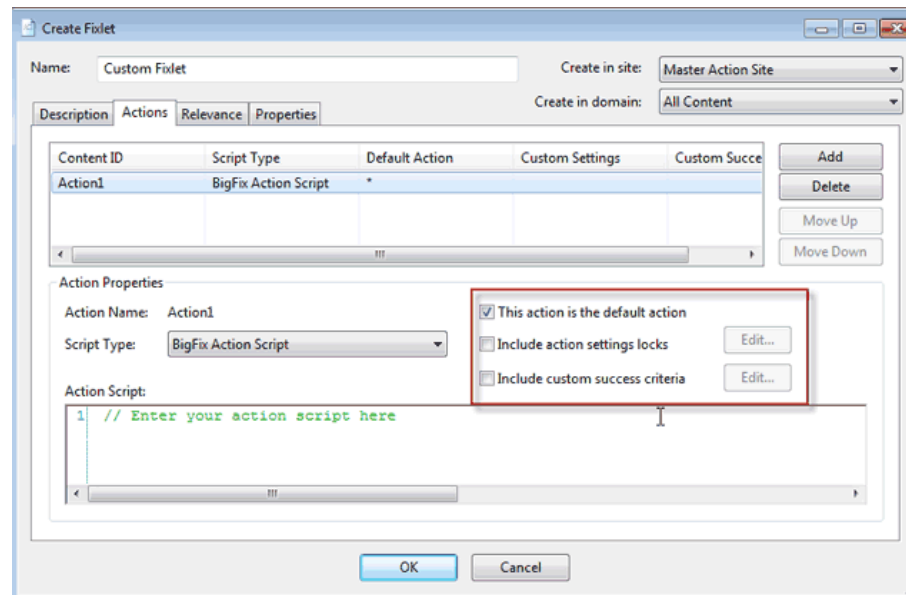 Create Fixlet
Name: Custom Fixlet Create in site: Master Action Site
Create in domain: All Content
Description Actions Relevance Properties
Content ID Script Type Default Action Custom Settings Custom Succe Add
Action1 BigFix Action Script * Delete
Move Up
Move Down
Action Properties
Action Name: Action1 This action is the default action
Script Type: BigFix Action Script Include action settings locks Edit...
Include custom success criteria Edit...
Action Script:
1 // Enter your action script here
OK Cancel